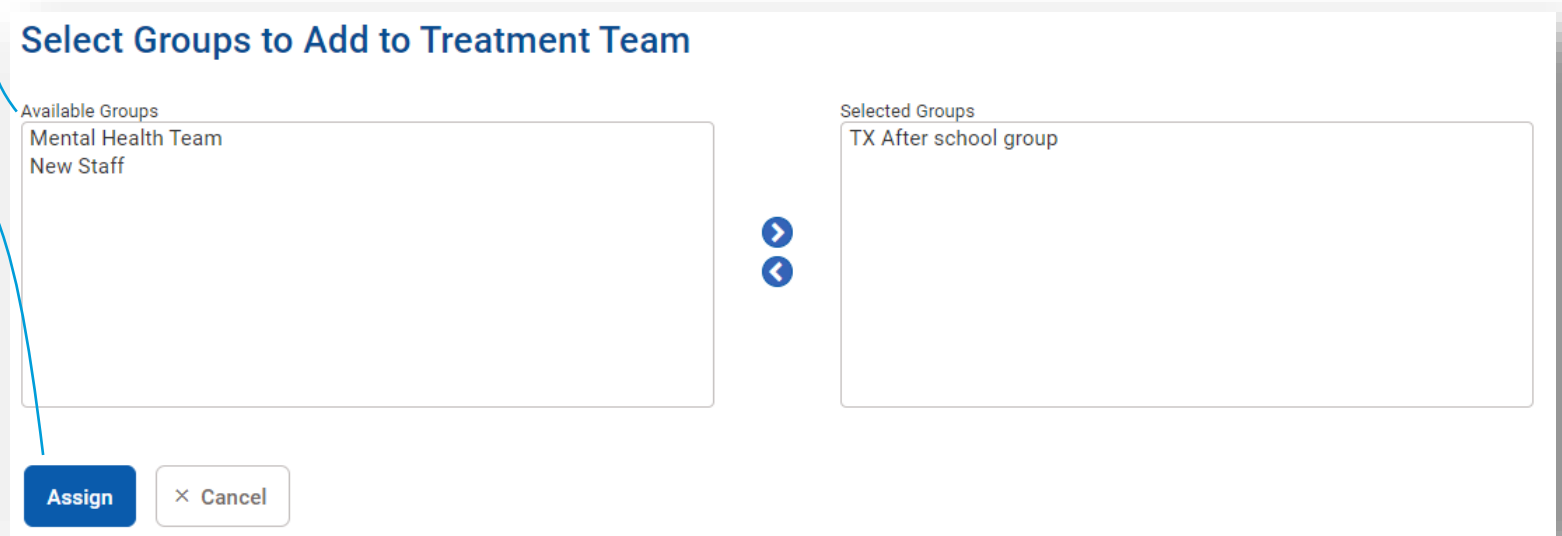 Select Groups to Add to Treatment Team
Available Groups
Mental Health Team
New Staff
Selected Groups
TX After school group
Assign
× Cancel